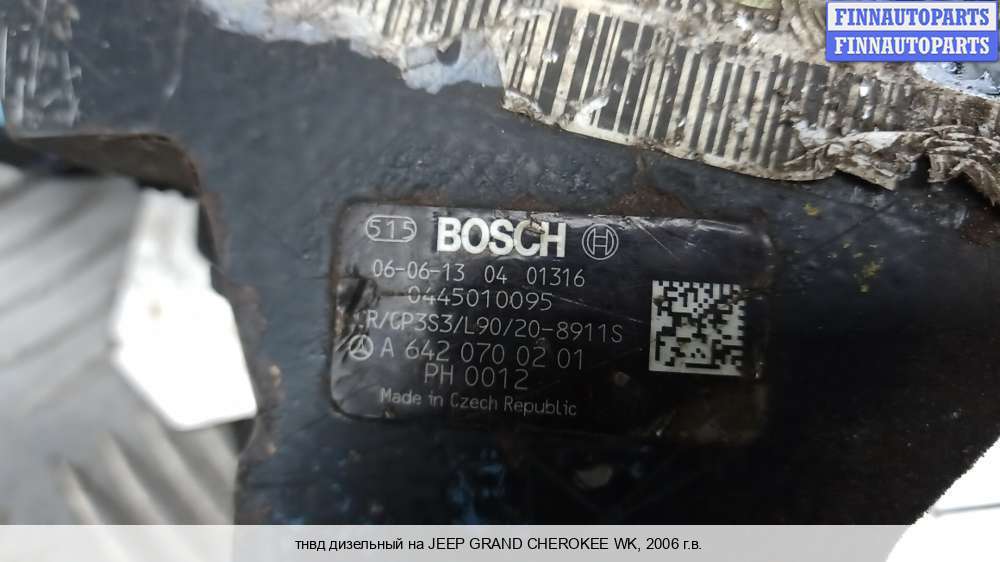 FINNAUTOPARTS
FINNAUTOPARTS
515 BOSCH
06-06-13 04 01316
0445010095
R/CP3S3/L90/20-8911S
A 642 070 02 01
PH 0012
Made in Czech Republic
тнвд дизельный на JEEP GRAND CHEROKEE WK, 2006 г.в.